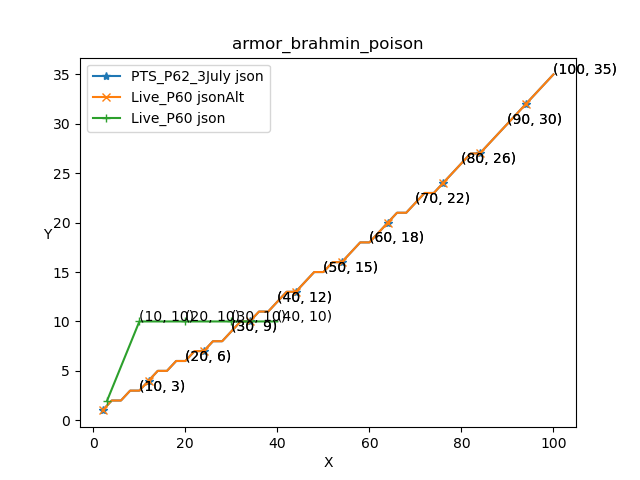 armor_brahmin_poison
PTS_P62_3July json
Live_P60 jsonAlt
Live_P60 json
(100, 35)
(90, 30)
(80, 26)
(70, 22)
(60, 18)
(50, 15)
(40, 12)
(10, 10) (20, 10) (30, 10) (40, 10)
(30, 9)
(20, 6)
(10, 3)
35
30
25
20
15
10
5
0
Y
0 20 40 60 80 100
X